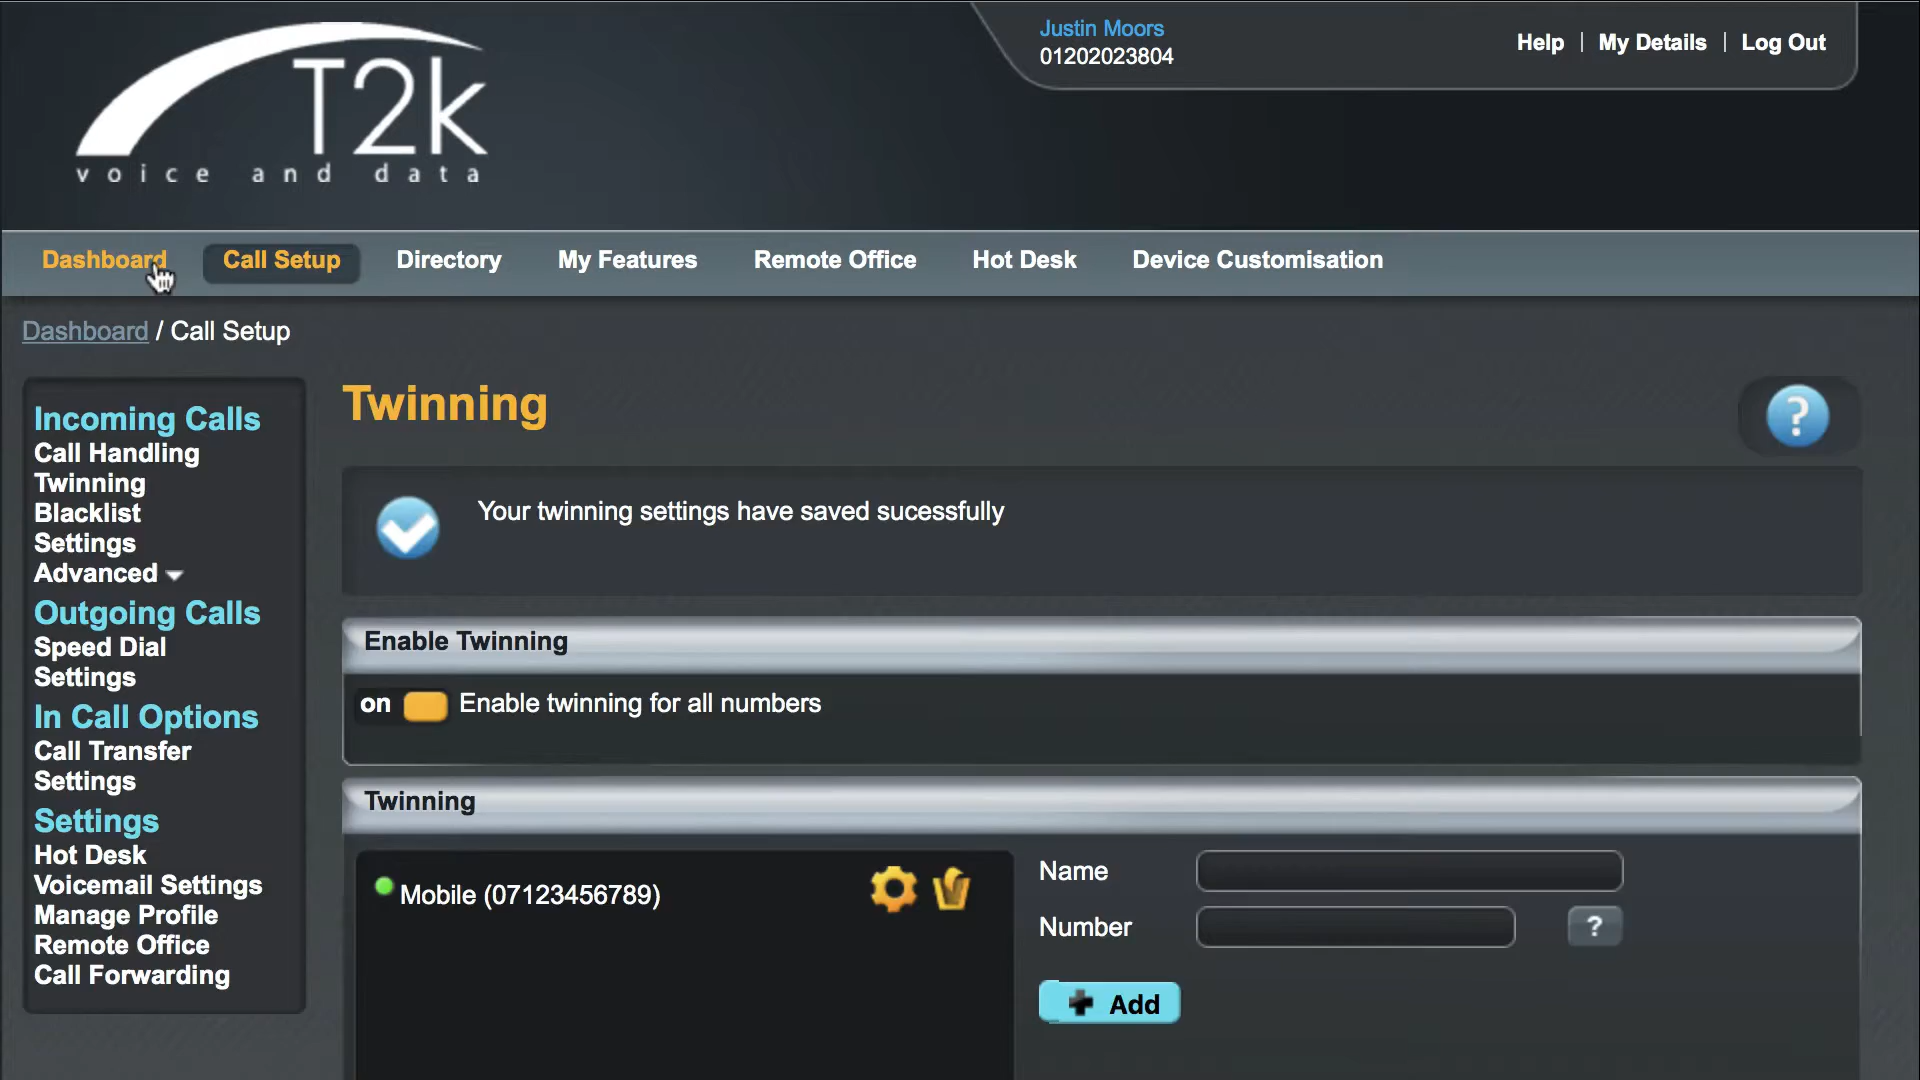 T2k
voice and data
Justin Moors
01202023804
Help | My Details | Log Out
Dashboard Call Setup Directory My Features Remote Office Hot Desk Device Customisation
Dashboard / Call Setup
Incoming Calls
Call Handling
Twinning
Blacklist
Settings
Advanced
Outgoing Calls
Speed Dial
Settings
In Call Options
Call Transfer
Settings
Settings
Hot Desk
Voicemail Settings
Manage Profile
Remote Office
Call Forwarding
Twinning
?
Your twinning settings have saved sucessfully
Enable Twinning
on Enable twinning for all numbers
Twinning
Mobile (07123456789)
Name
Number ?
Add